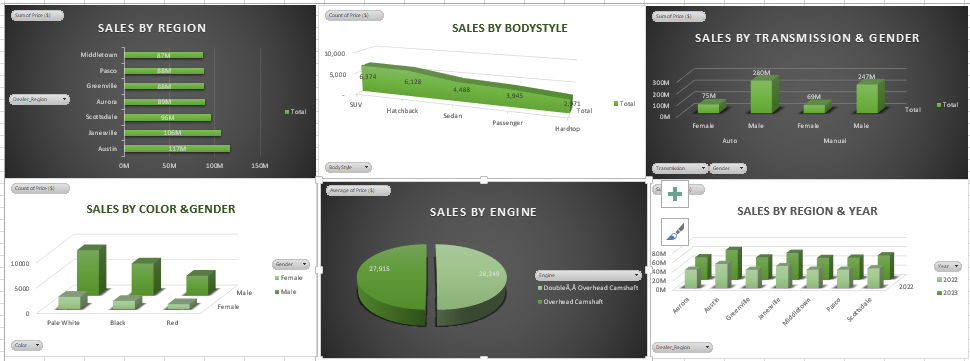 Sum of Price ($)
SALES BY REGION
Middletown 87M
Pasco 88M
Greenville 88M
Aurora 89M
Scottsdale 96M
Janesville 106M
Austin 117M
0M 50M 100M 150M
Dealer_Region
Total
Count of Price ($)
SALES BY BODYSTYLE
10,000
5,000
-
6,374
6,128
4,488
3,945
2,971
SUV
Hatchback
Sedan
Passenger
Hardtop
Total
Total
Body Style
Sum of Price ($)
SALES BY TRANSMISSION & GENDER
300M
200M
100M
0M
75M
280M
69M
247M
Female Male Female Male
Auto Manual
Total
Total
Transmission Gender
Count of Price ($)
SALES BY COLOR &GENDER
10000
5000
0
Pale White Black Red
Male
Female
Gender
Female
Male
Color
Average of Price ($)
SALES BY ENGINE
27,915
28,248
Engine
DoubleÃ‚Â Overhead Camshaft
Overhead Camshaft
SALES BY REGION & YEAR
80M
60M
40M
20M
0M
Aurora
Austin
Greenville
Janesville
Middletown
Pasco
Scottsdale
2022
Year
2022
2023
Dealer_Region